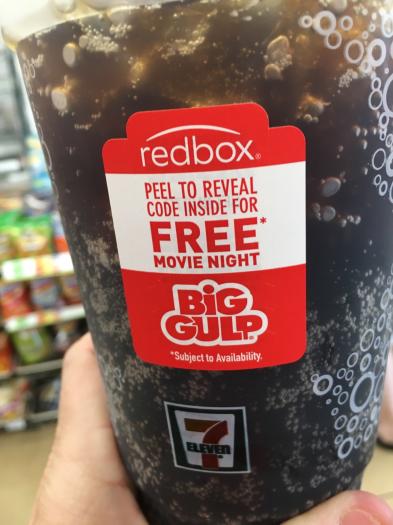 redbox.
PEEL TO REVEAL
CODE INSIDE FOR
FREE*
MOVIE NIGHT
BiG
GULP
*Subject to Availability.
7
ELEVEN